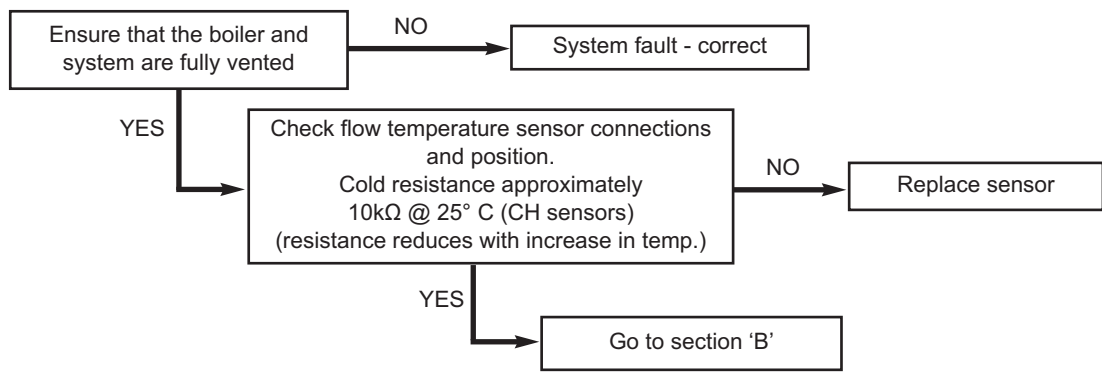 Ensure that the boiler and
system are fully vented
NO
System fault - correct
YES
Check flow temperature sensor connections
and position.
Cold resistance approximately
10kΩ @ 25° C (CH sensors)
(resistance reduces with increase in temp.)
NO
Replace sensor
YES
Go to section ‘B’